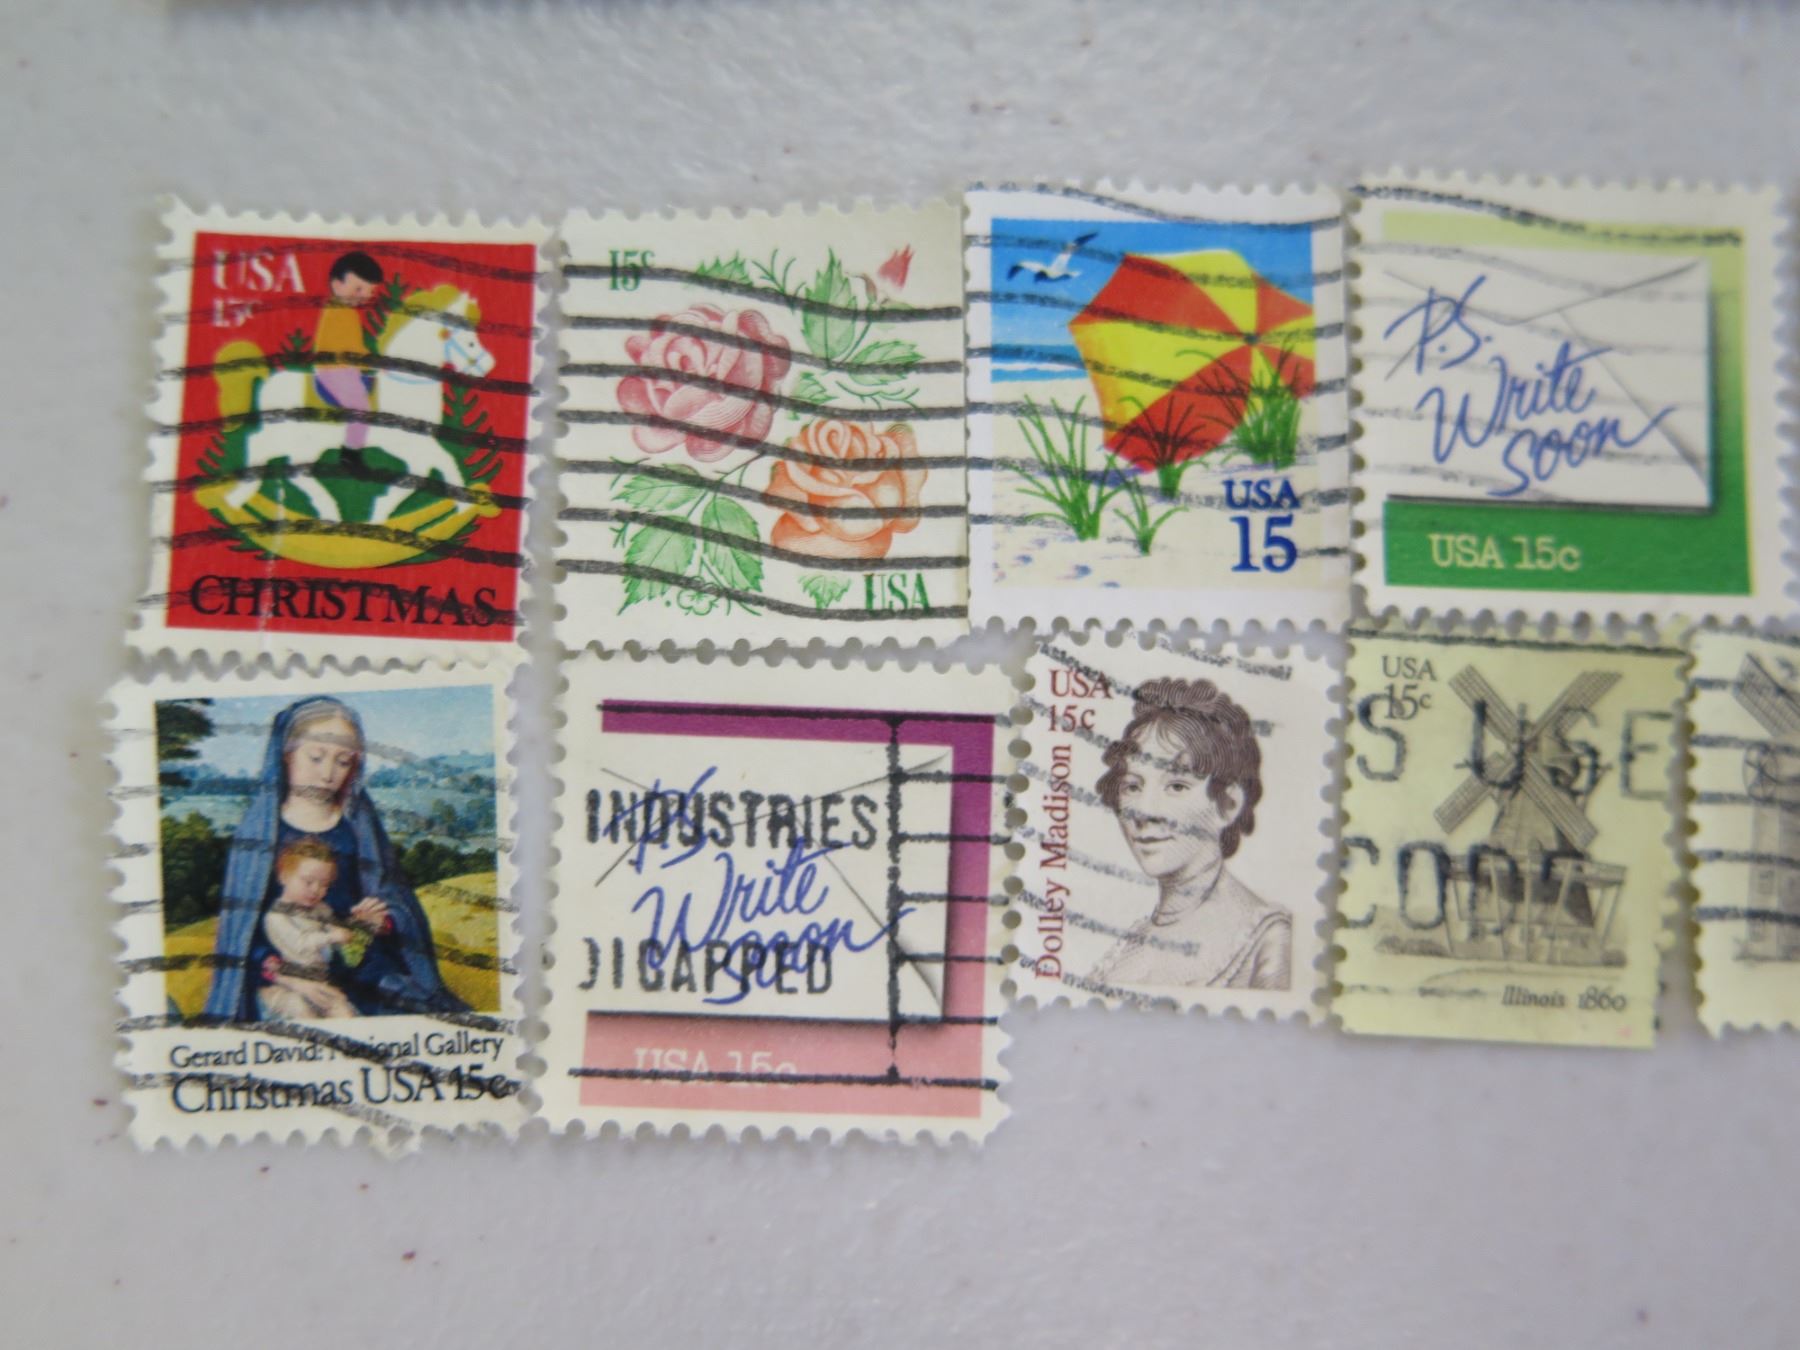 USA
15c
CHRISTMAS
15c
USA
USA
15
P.S.
Write
Soon
USA 15c
Gerard David: National Gallery
Christmas USA 15c
INDUSTRIES
P.S.
Write
Soon
USA 15c
USA
15c
Dolley Madison
USA
15c
S USE
CODE
Illinois 1860